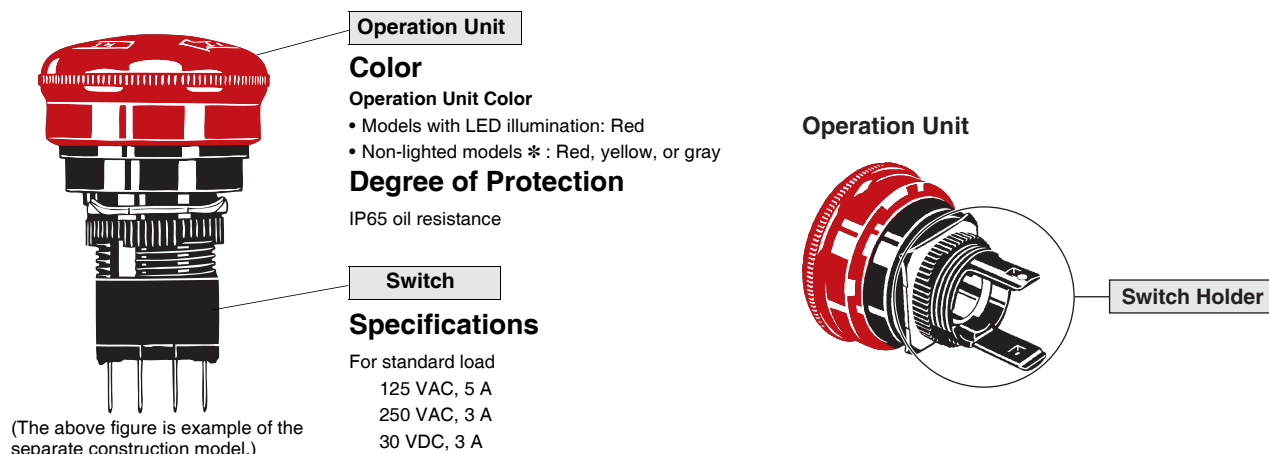 Operation Unit
Color
Operation Unit Color
• Models with LED illumination: Red
• Non-lighted models ✻ : Red, yellow, or gray
Degree of Protection
IP65 oil resistance
Switch
Specifications
For standard load
125 VAC, 5 A
250 VAC, 3 A
30 VDC, 3 A
(The above figure is example of the
separate construction model.)
Operation Unit
Switch Holder